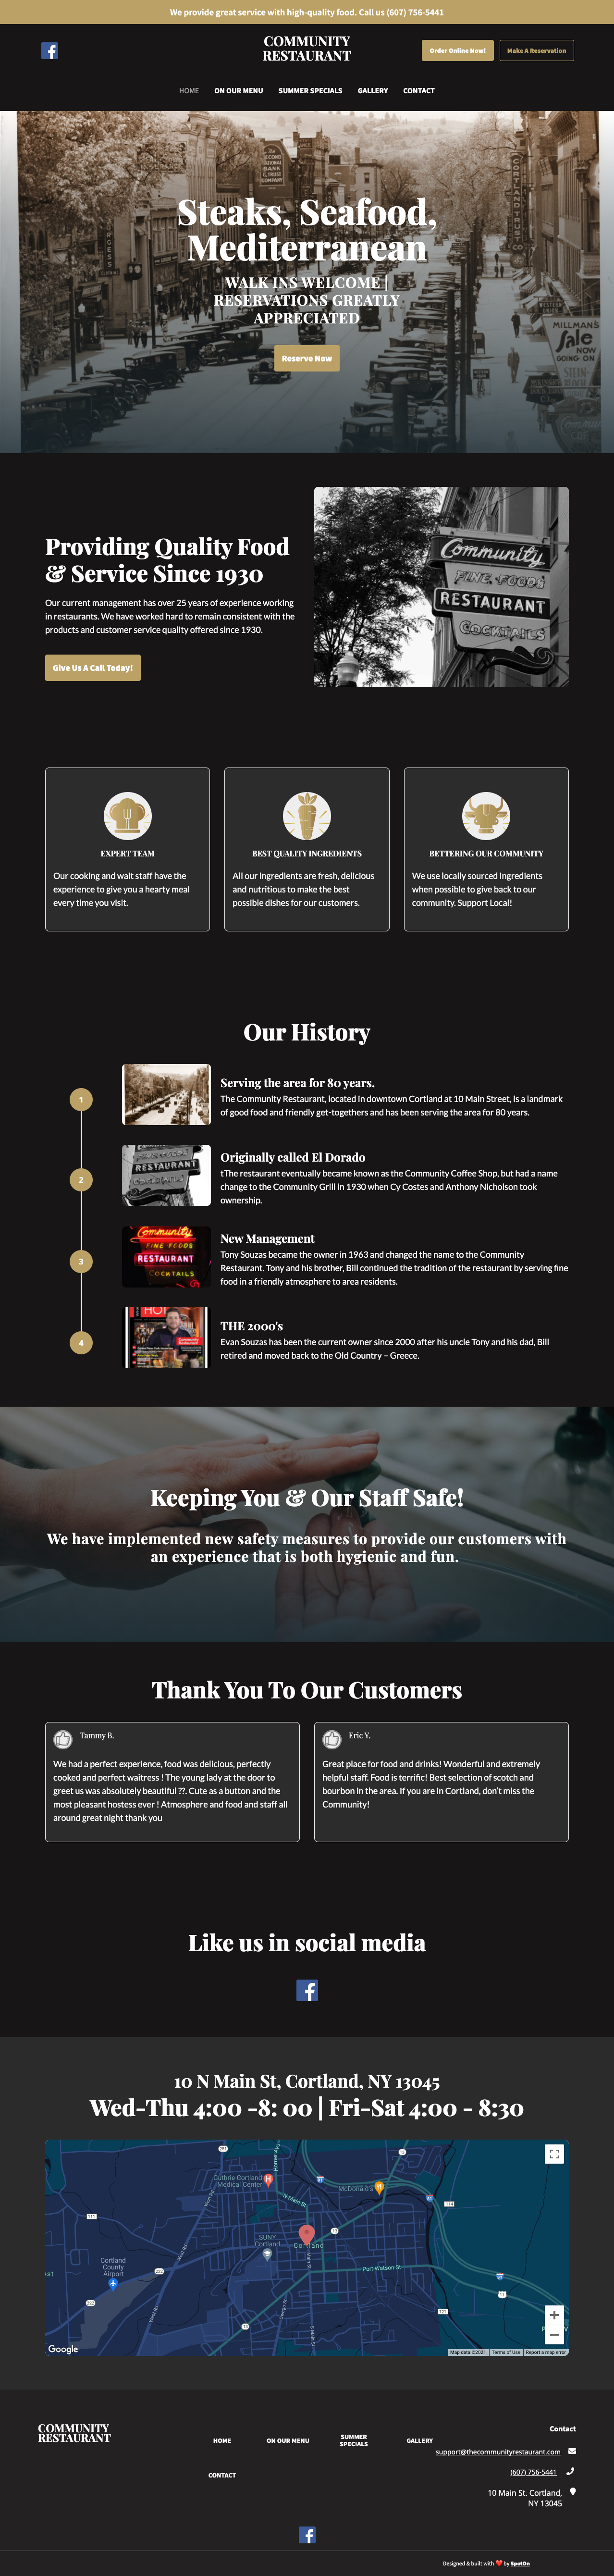 We provide great service with high-quality food. Call us (607) 756-5441
COMMUNITY
RESTAURANT
Order Online Now!
Make A Reservation
HOME
ON OUR MENU
SUMMER SPECIALS
GALLERY
CONTACT
Steaks, Seafood,
Mediterranean
WALK INS WELCOME |
RESERVATIONS GREATLY
APPRECIATED
Reserve Now
MILLMAN'S
Sale
NOW
GOING ON
Providing Quality Food
& Service Since 1930
Our current management has over 25 years of experience working
in restaurants. We have worked hard to remain consistent with the
products and customer service quality offered since 1930.
Give Us A Call Today!
Community
FINE FOODS
RESTAURANT
COCKTAILS
EXPERT TEAM
Our cooking and wait staff have the
experience to give you a hearty meal
every time you visit.
BEST QUALITY INGREDIENTS
All our ingredients are fresh, delicious
and nutritious to make the best
possible dishes for our customers.
BETTERING OUR COMMUNITY
We use locally sourced ingredients
when possible to give back to our
community. Support Local!
Our History
1
Serving the area for 80 years.
The Community Restaurant, located in downtown Cortland at 10 Main Street, is a landmark
of good food and friendly get-togethers and has been serving the area for 80 years.
2
RESTAURANT
Originally called El Dorado
tThe restaurant eventually became known as the Community Coffee Shop, but had a name
change to the Community Grill in 1930 when Cy Costes and Anthony Nicholson took
ownership.
3
Community
FINE FOODS
RESTAURANT
COCKTAILS
New Management
Tony Souzas became the owner in 1963 and changed the name to the Community
Restaurant. Tony and his brother, Bill continued the tradition of the restaurant by serving fine
food in a friendly atmosphere to area residents.
4
THE 2000's
Evan Souzas has been the current owner since 2000 after his uncle Tony and his dad, Bill
retired and moved back to the Old Country – Greece.
Keeping You & Our Staff Safe!
We have implemented new safety measures to provide our customers with
an experience that is both hygienic and fun.
Thank You To Our Customers
Tammy B.
We had a perfect experience, food was delicious, perfectly
cooked and perfect waitress ! The young lady at the door to
greet us was absolutely beautiful ??. Cute as a button and the
most pleasant hostess ever ! Atmosphere and food and staff all
around great night thank you
Eric Y.
Great place for food and drinks! Wonderful and extremely
helpful staff. Food is terrific! Best selection of scotch and
bourbon in the area. If you are in Cortland, don't miss the
Community!
Like us in social media
10 N Main St, Cortland, NY 13045
Wed-Thu 4:00 -8: 00 | Fri-Sat 4:00 - 8:30
Guthrie Cortland
Medical Center
McDonald's
N Main St
SUNY
Cortland
Cortland
Port Watson St
Cortland
County
Airport
Google
Map data ©2021
Terms of Use
Report a map error
COMMUNITY
RESTAURANT
HOME
ON OUR MENU
SUMMER
SPECIALS
GALLERY
CONTACT
Contact
support@thecommunityrestaurant.com
(607) 756-5441
10 Main St. Cortland,
NY 13045
Designed & built with ❤️ by SpotOn